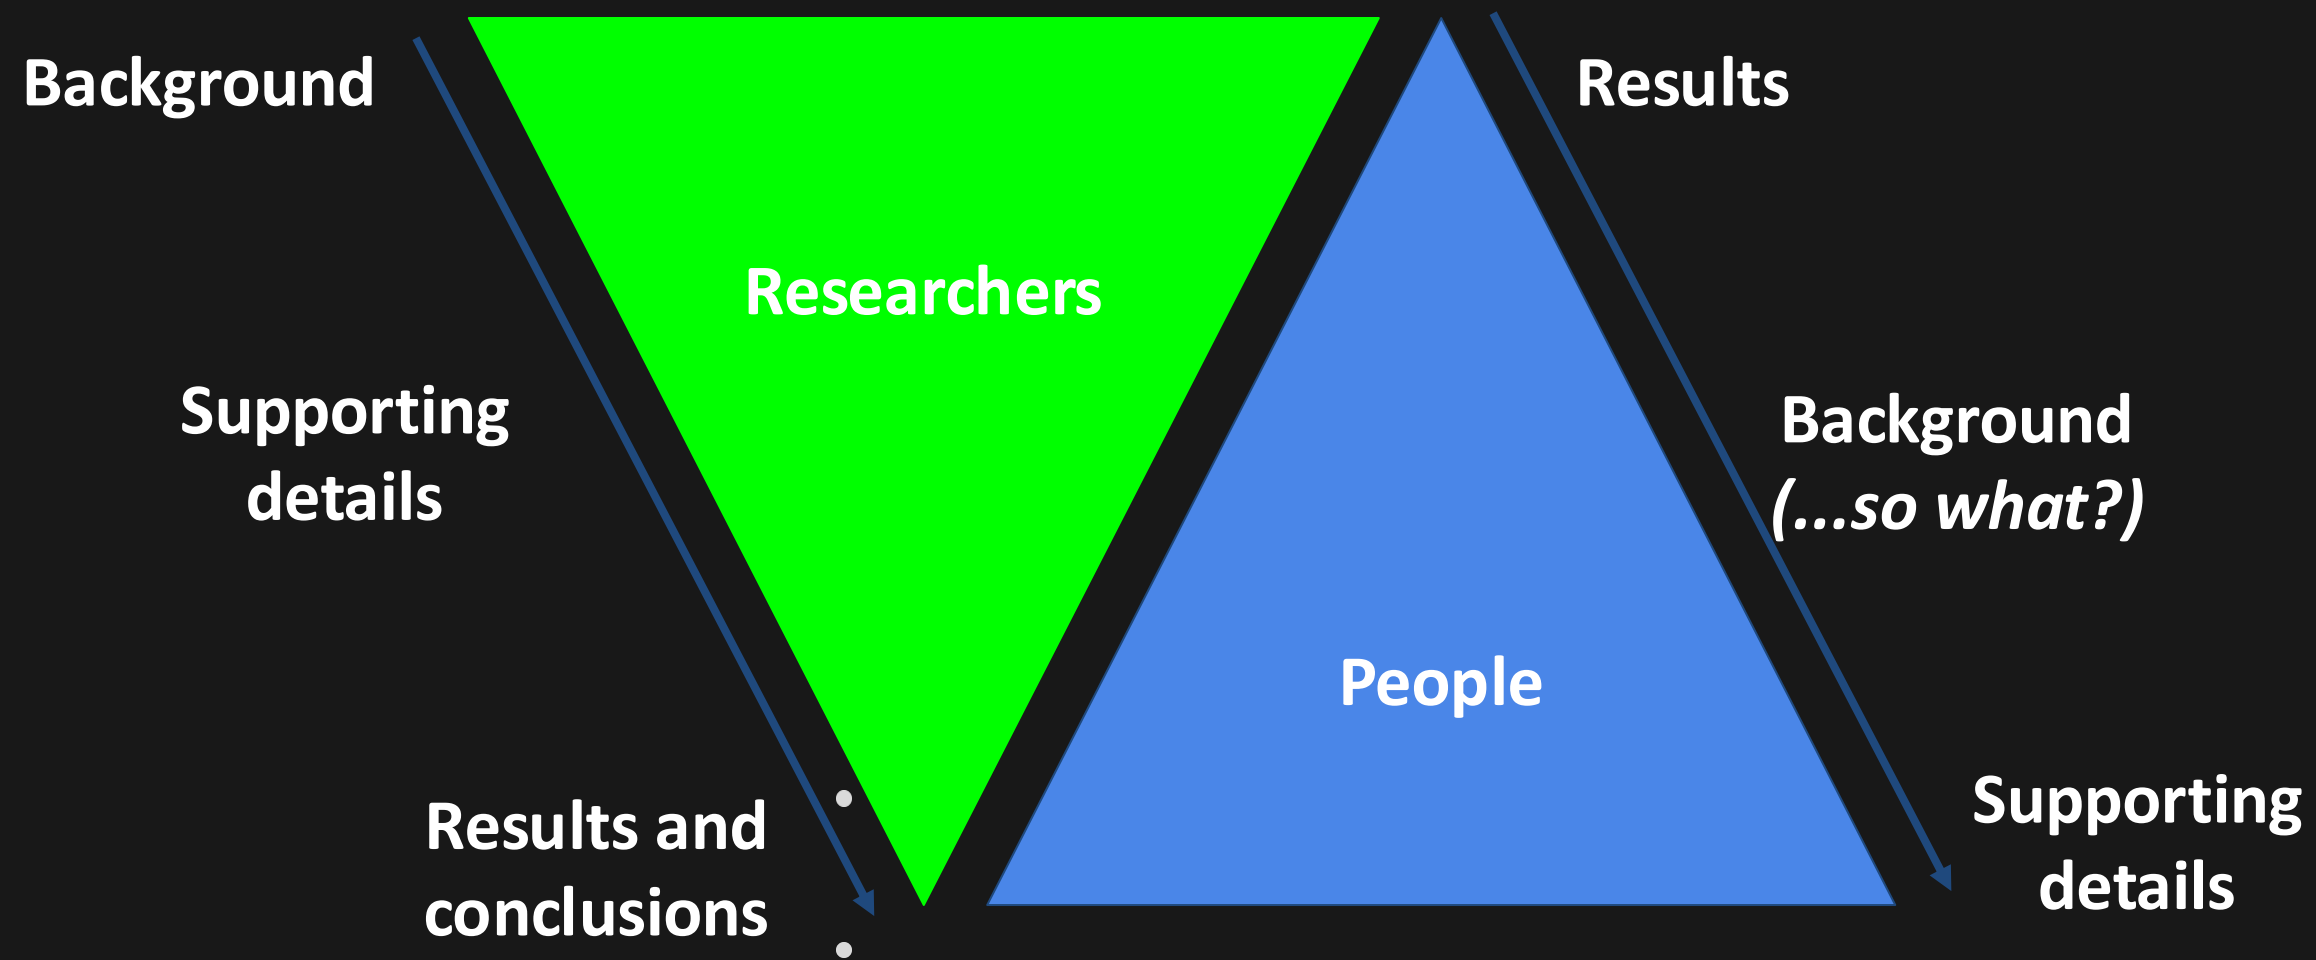 Background
Supporting
details
Results and
conclusions
Researchers
People
Results
Background
(...so what?)
Supporting
details